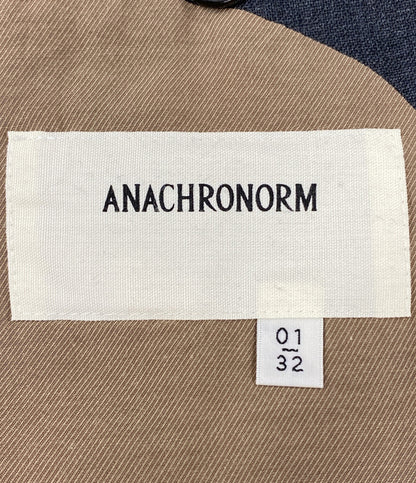 ANACHRONORM
01
~
32